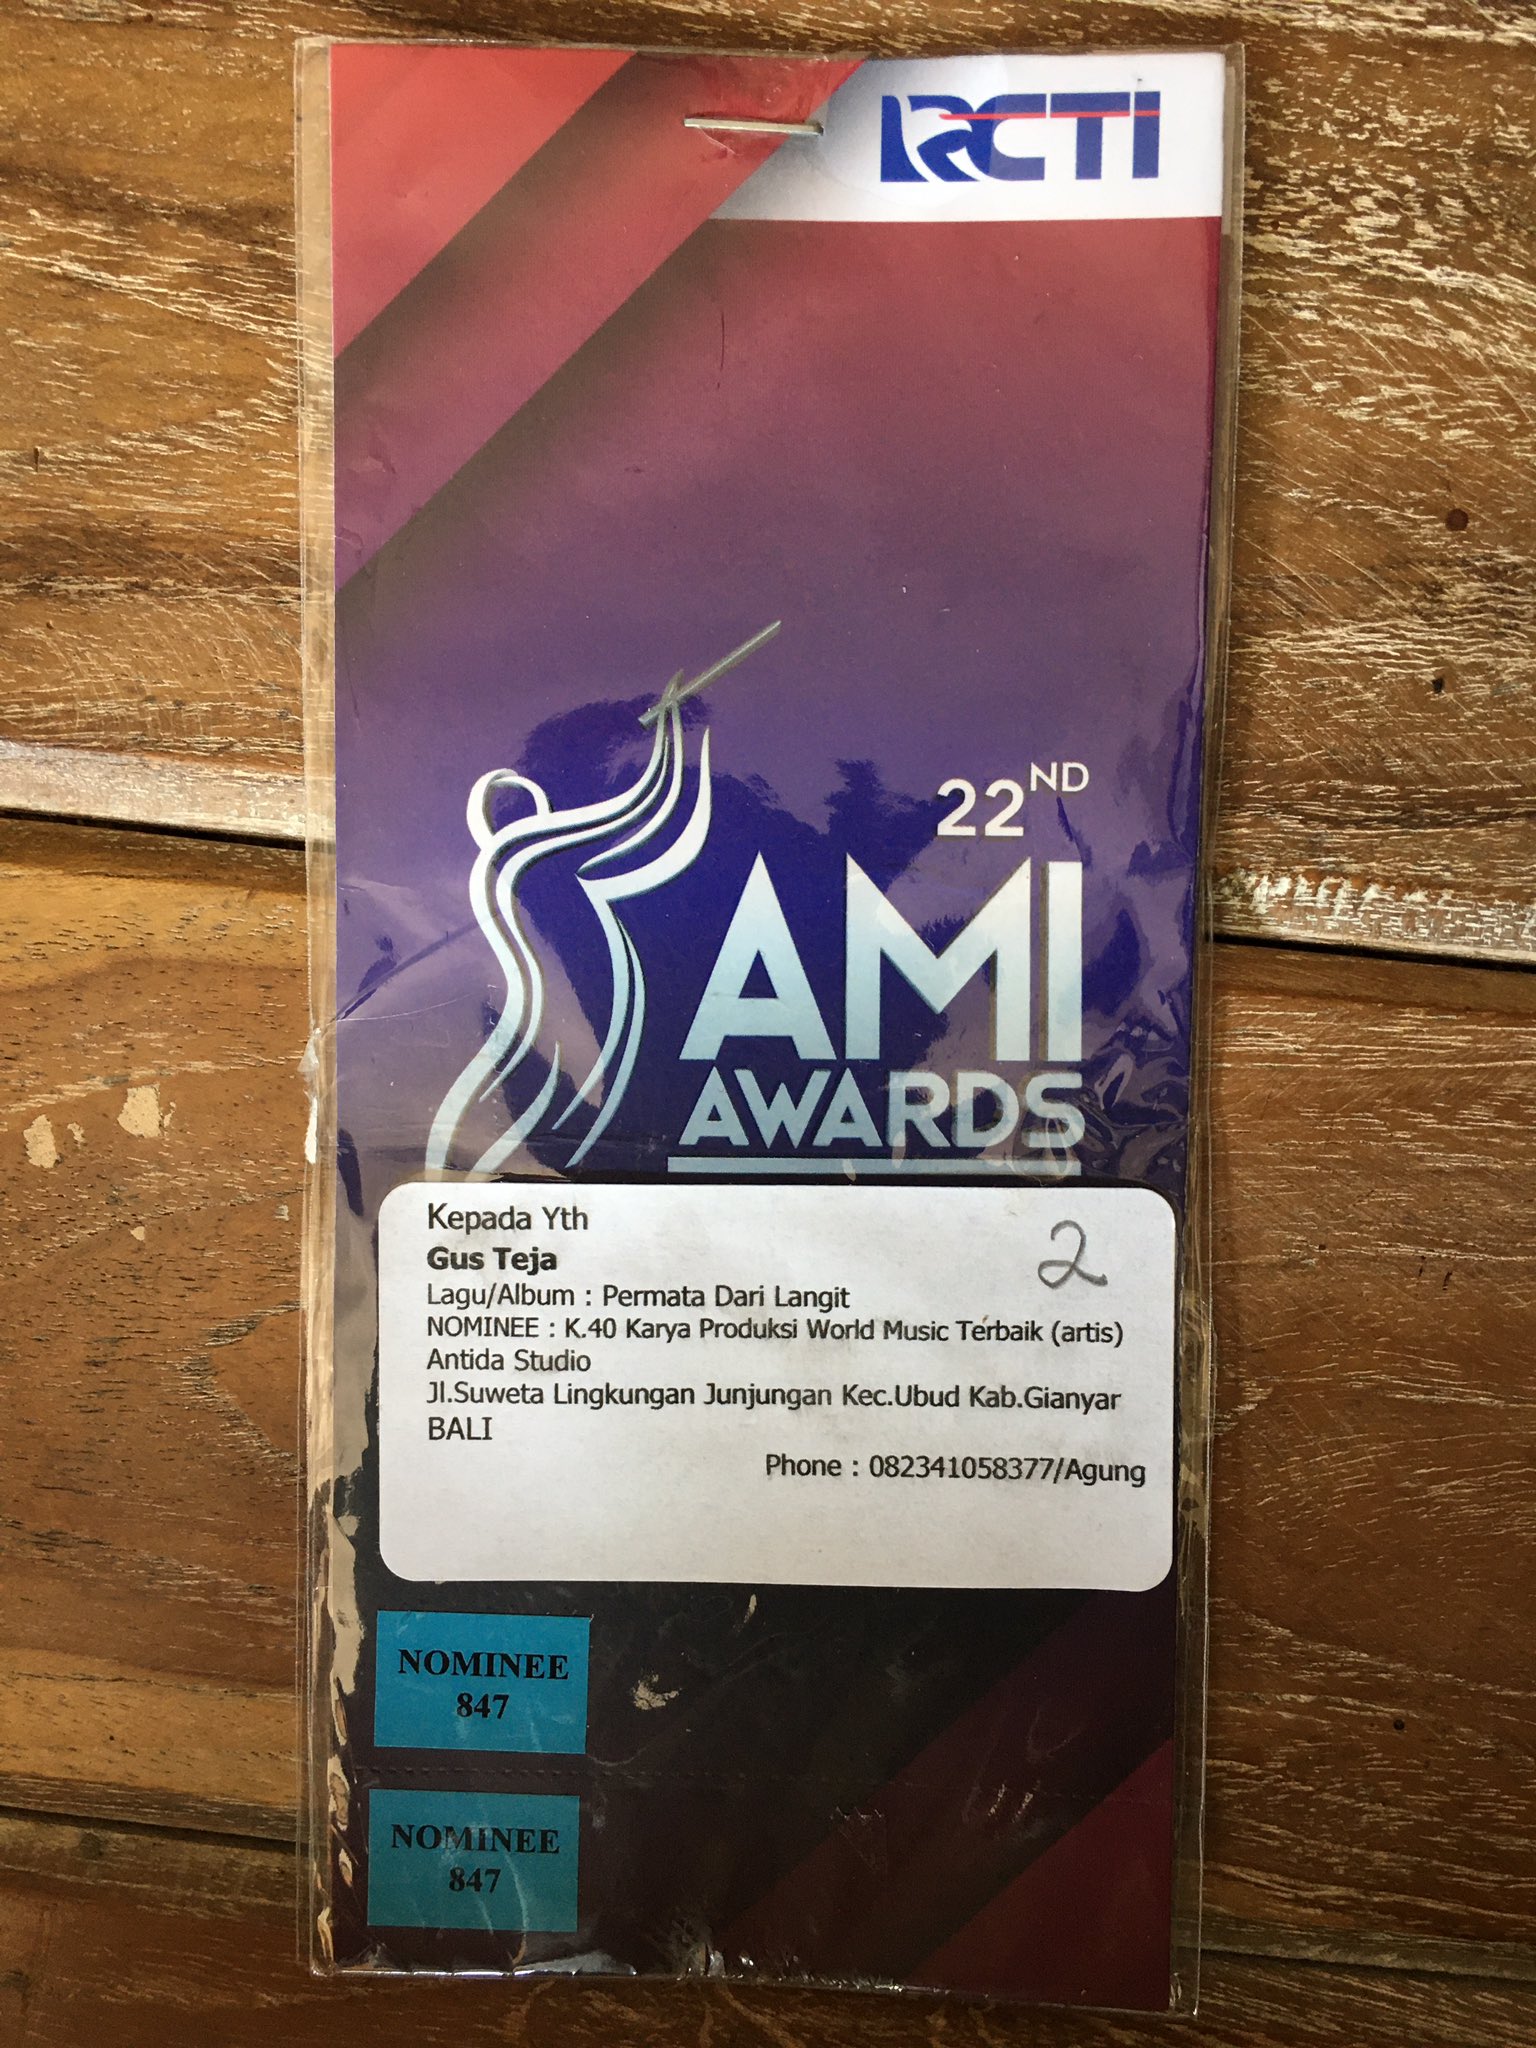 RCTI
22ND
AMI
AWARDS
Kepada Yth
2
Gus Teja
Lagu/Album : Permata Dari Langit
NOMINEE : K.40 Karya Produksi World Music Terbaik (artis)
Antida Studio
Jl.Suweta Lingkungan Junjungan Kec.Ubud Kab.Gianyar
BALI
Phone : 082341058377/Agung
NOMINEE
847
NOMINEE
847